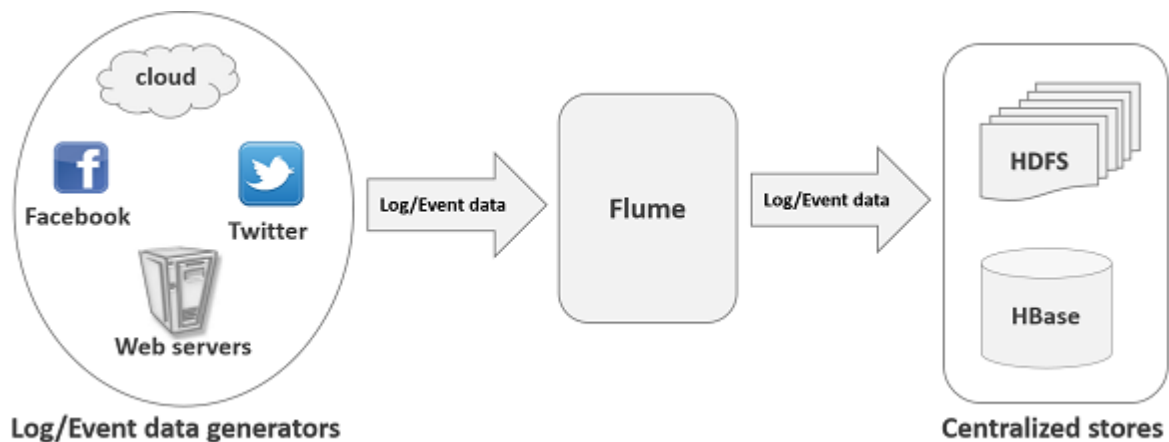 cloud
Facebook
Twitter
Web servers
Log/Event data generators
Log/Event data
Flume
Log/Event data
HDFS
HBase
Centralized stores